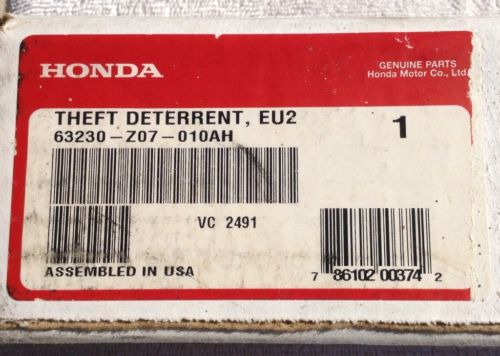 HONDA
GENUINE PARTS
Honda Motor Co., Ltd.
THEFT DETERRENT, EU2
63230-Z07-010AH
1
VC 2491
ASSEMBLED IN USA
7 86102 00374 2